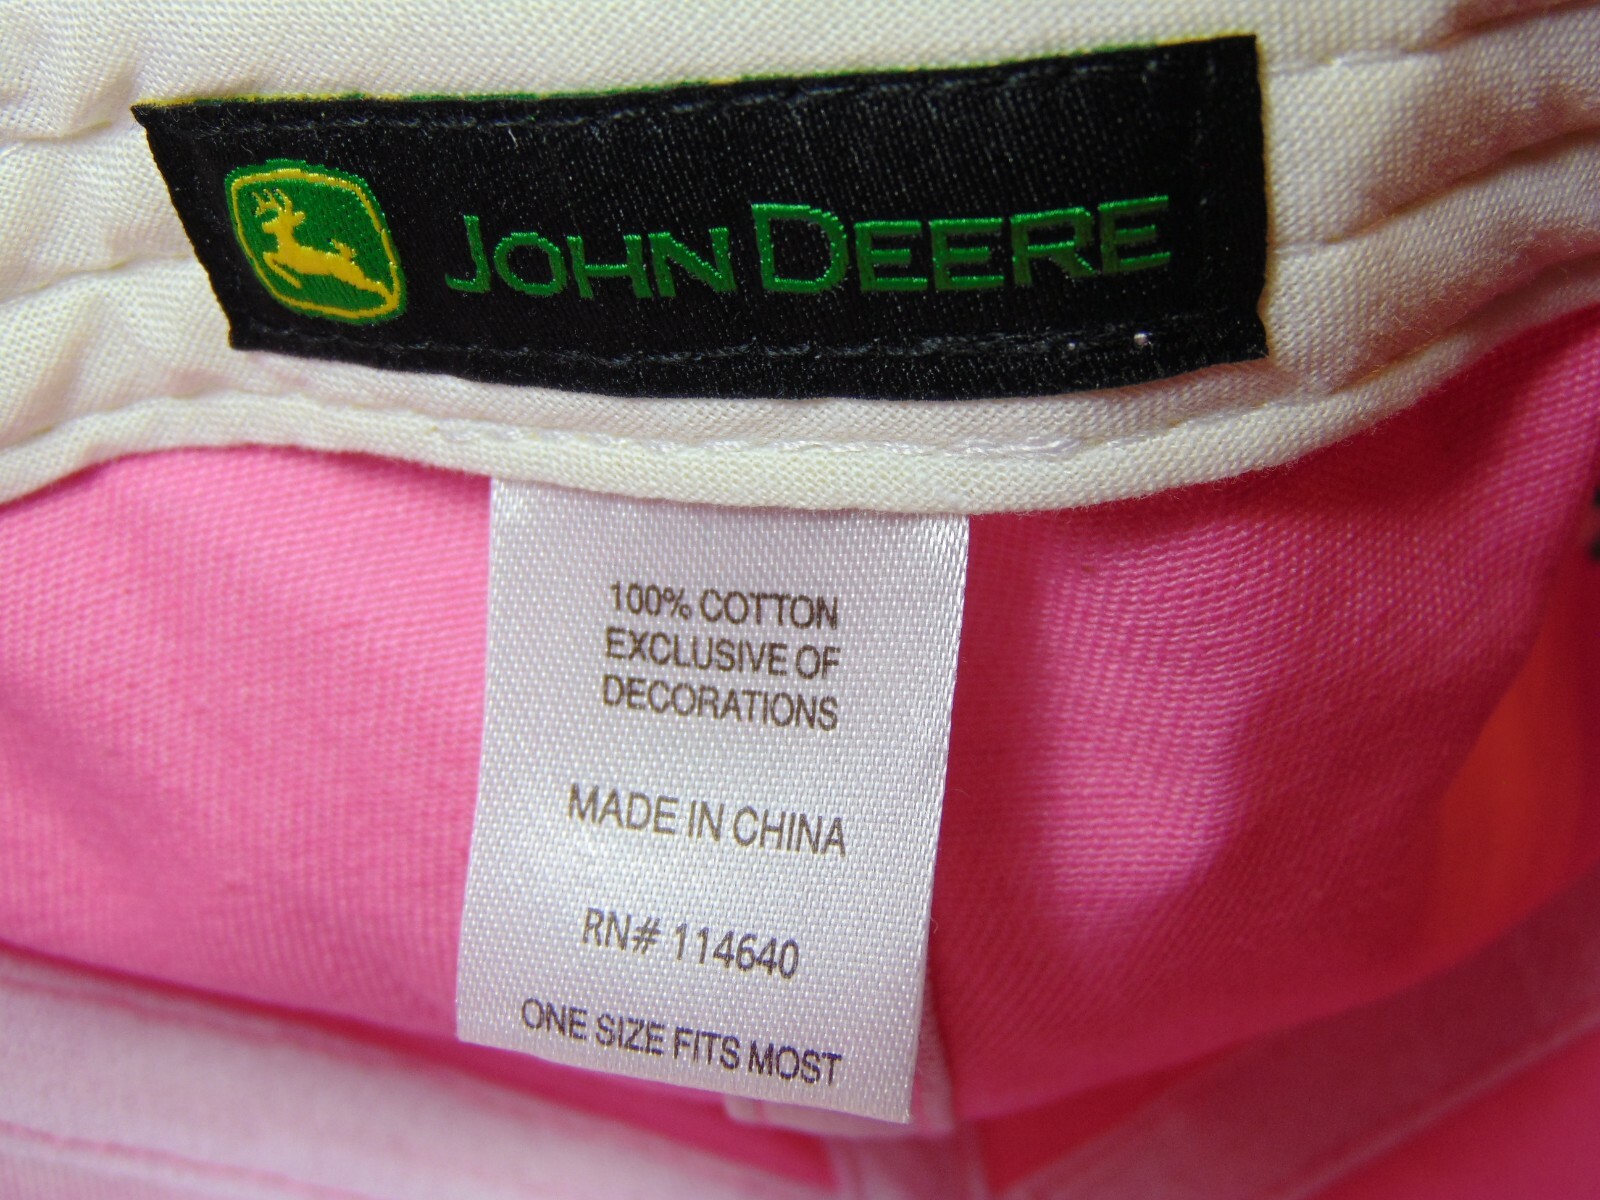 JOHN DEERE
100% COTTON
EXCLUSIVE OF
DECORATIONS
MADE IN CHINA
RN# 114640
ONE SIZE FITS MOST